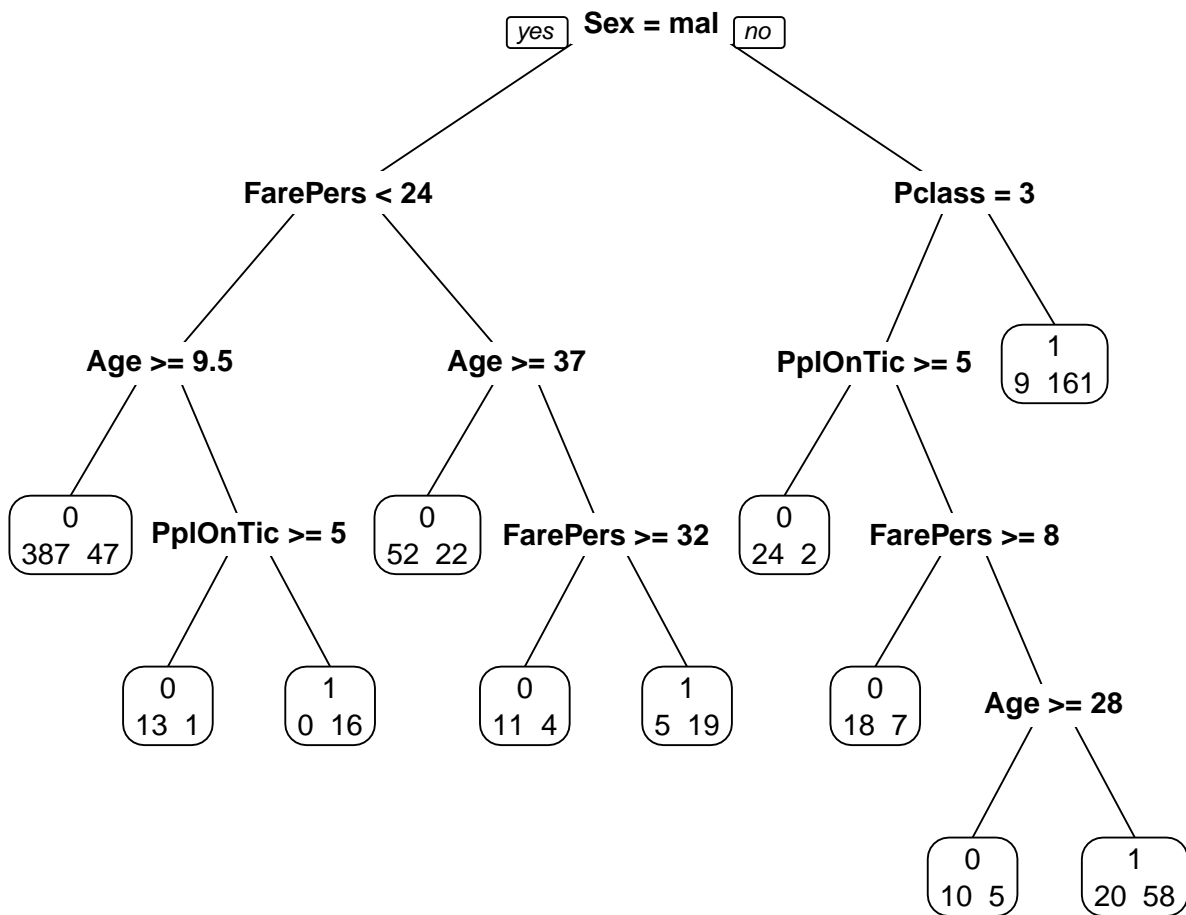 yes Sex = mal no
FarePers < 24 Pclass = 3
Age >= 9.5 Age >= 37 PplOnTic >= 5 1
9 161
0 PplOnTic >= 5 0 FarePers >= 32 0 FarePers >= 8
387 47 52 22 24 2
0 1 0 1 0 Age >= 28
13 1 0 16 11 4 5 19 18 7
0 1
10 5 20 58